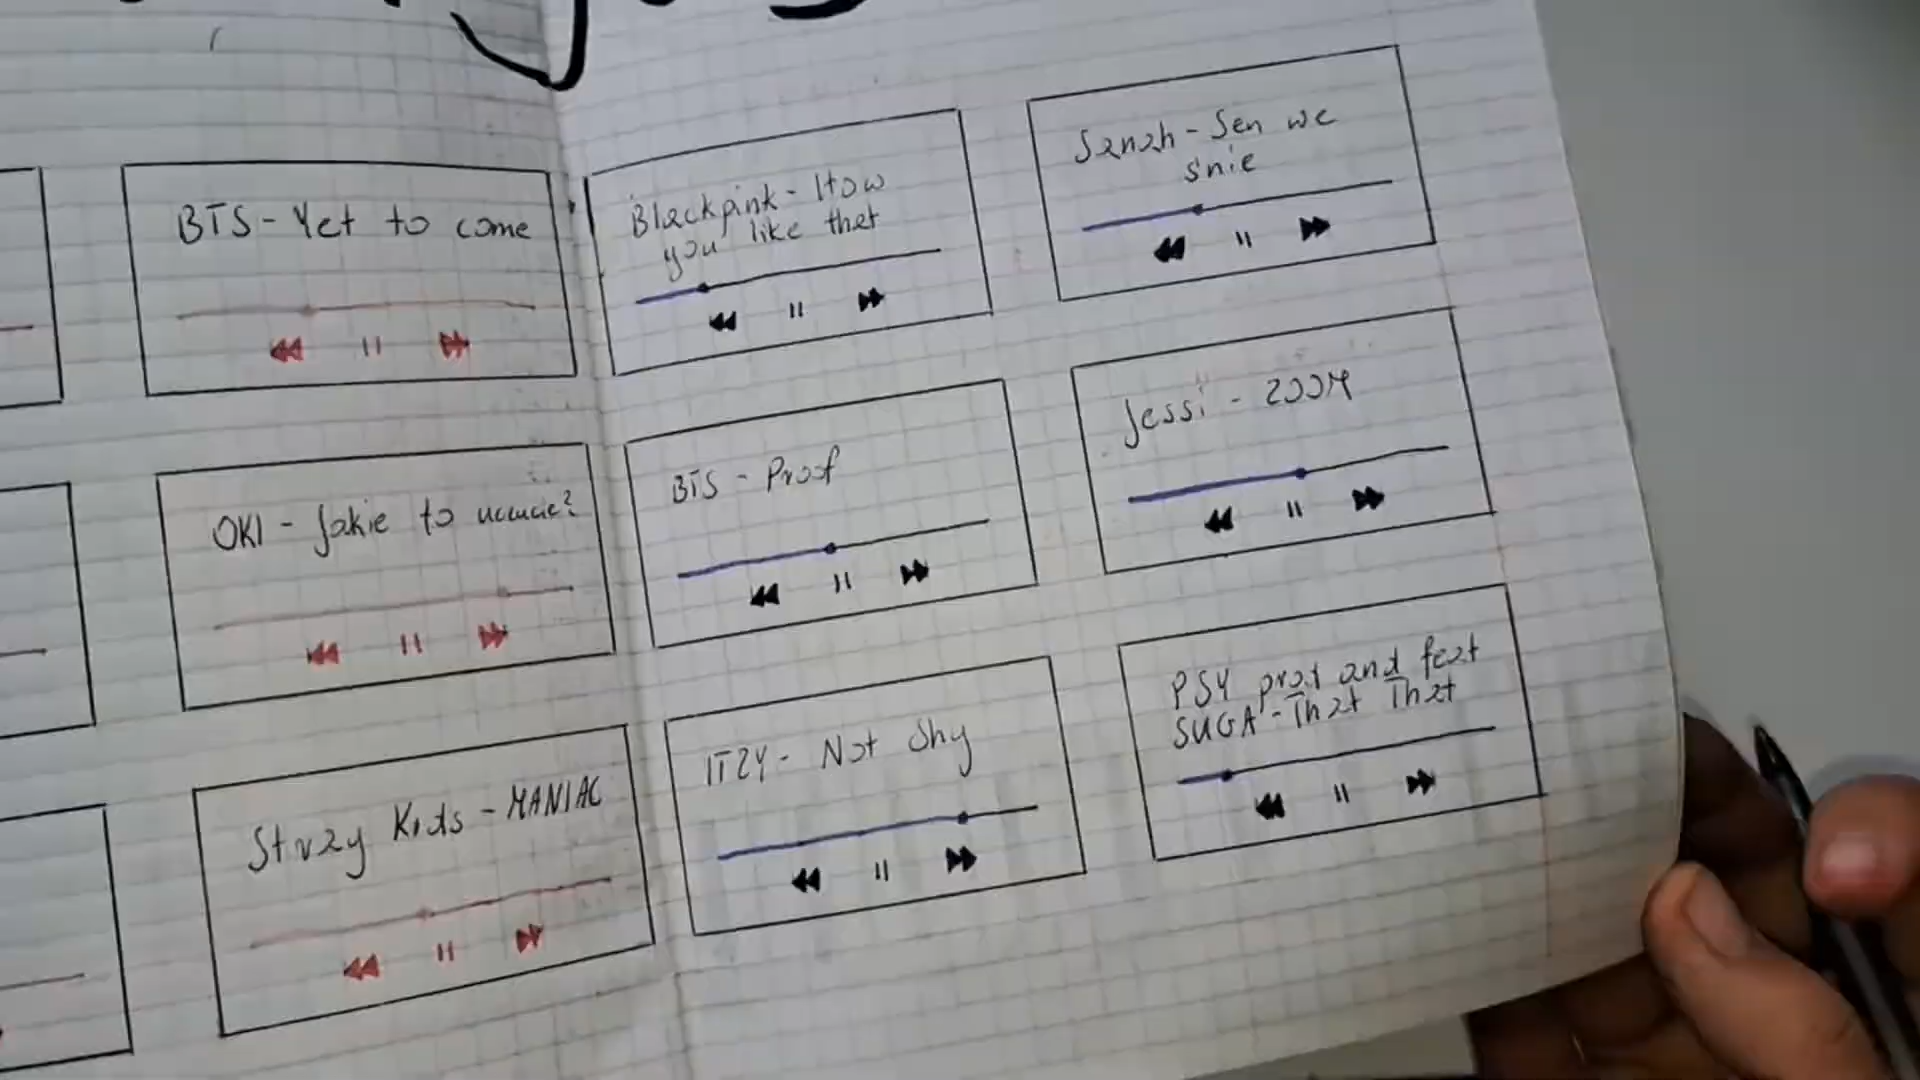 BTS - Yet to come
OKI - Jakie to uczucie?
Stray Kids - MANIAC
Blackpink - How
you like that
BTS - Proof
ITZY - Not Shy
Sanah - Sen we
śnie
Jessi - ZOOM
PSY prod and feat
SUGA - That That